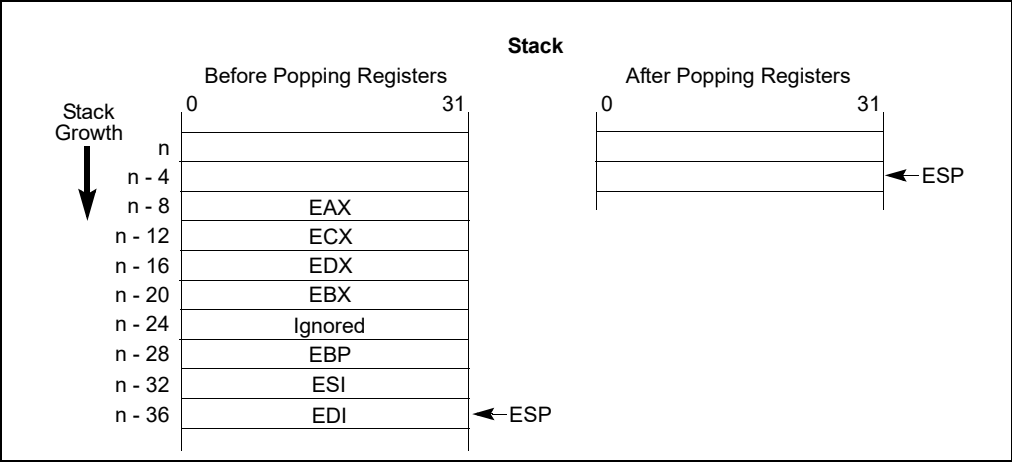 Stack
Before Popping Registers After Popping Registers
0 31 0 31
Stack
Growth
n
n - 4 ESP
n - 8 EAX
n - 12 ECX
n - 16 EDX
n - 20 EBX
n - 24 Ignored
n - 28 EBP
n - 32 ESI
n - 36 EDI ESP